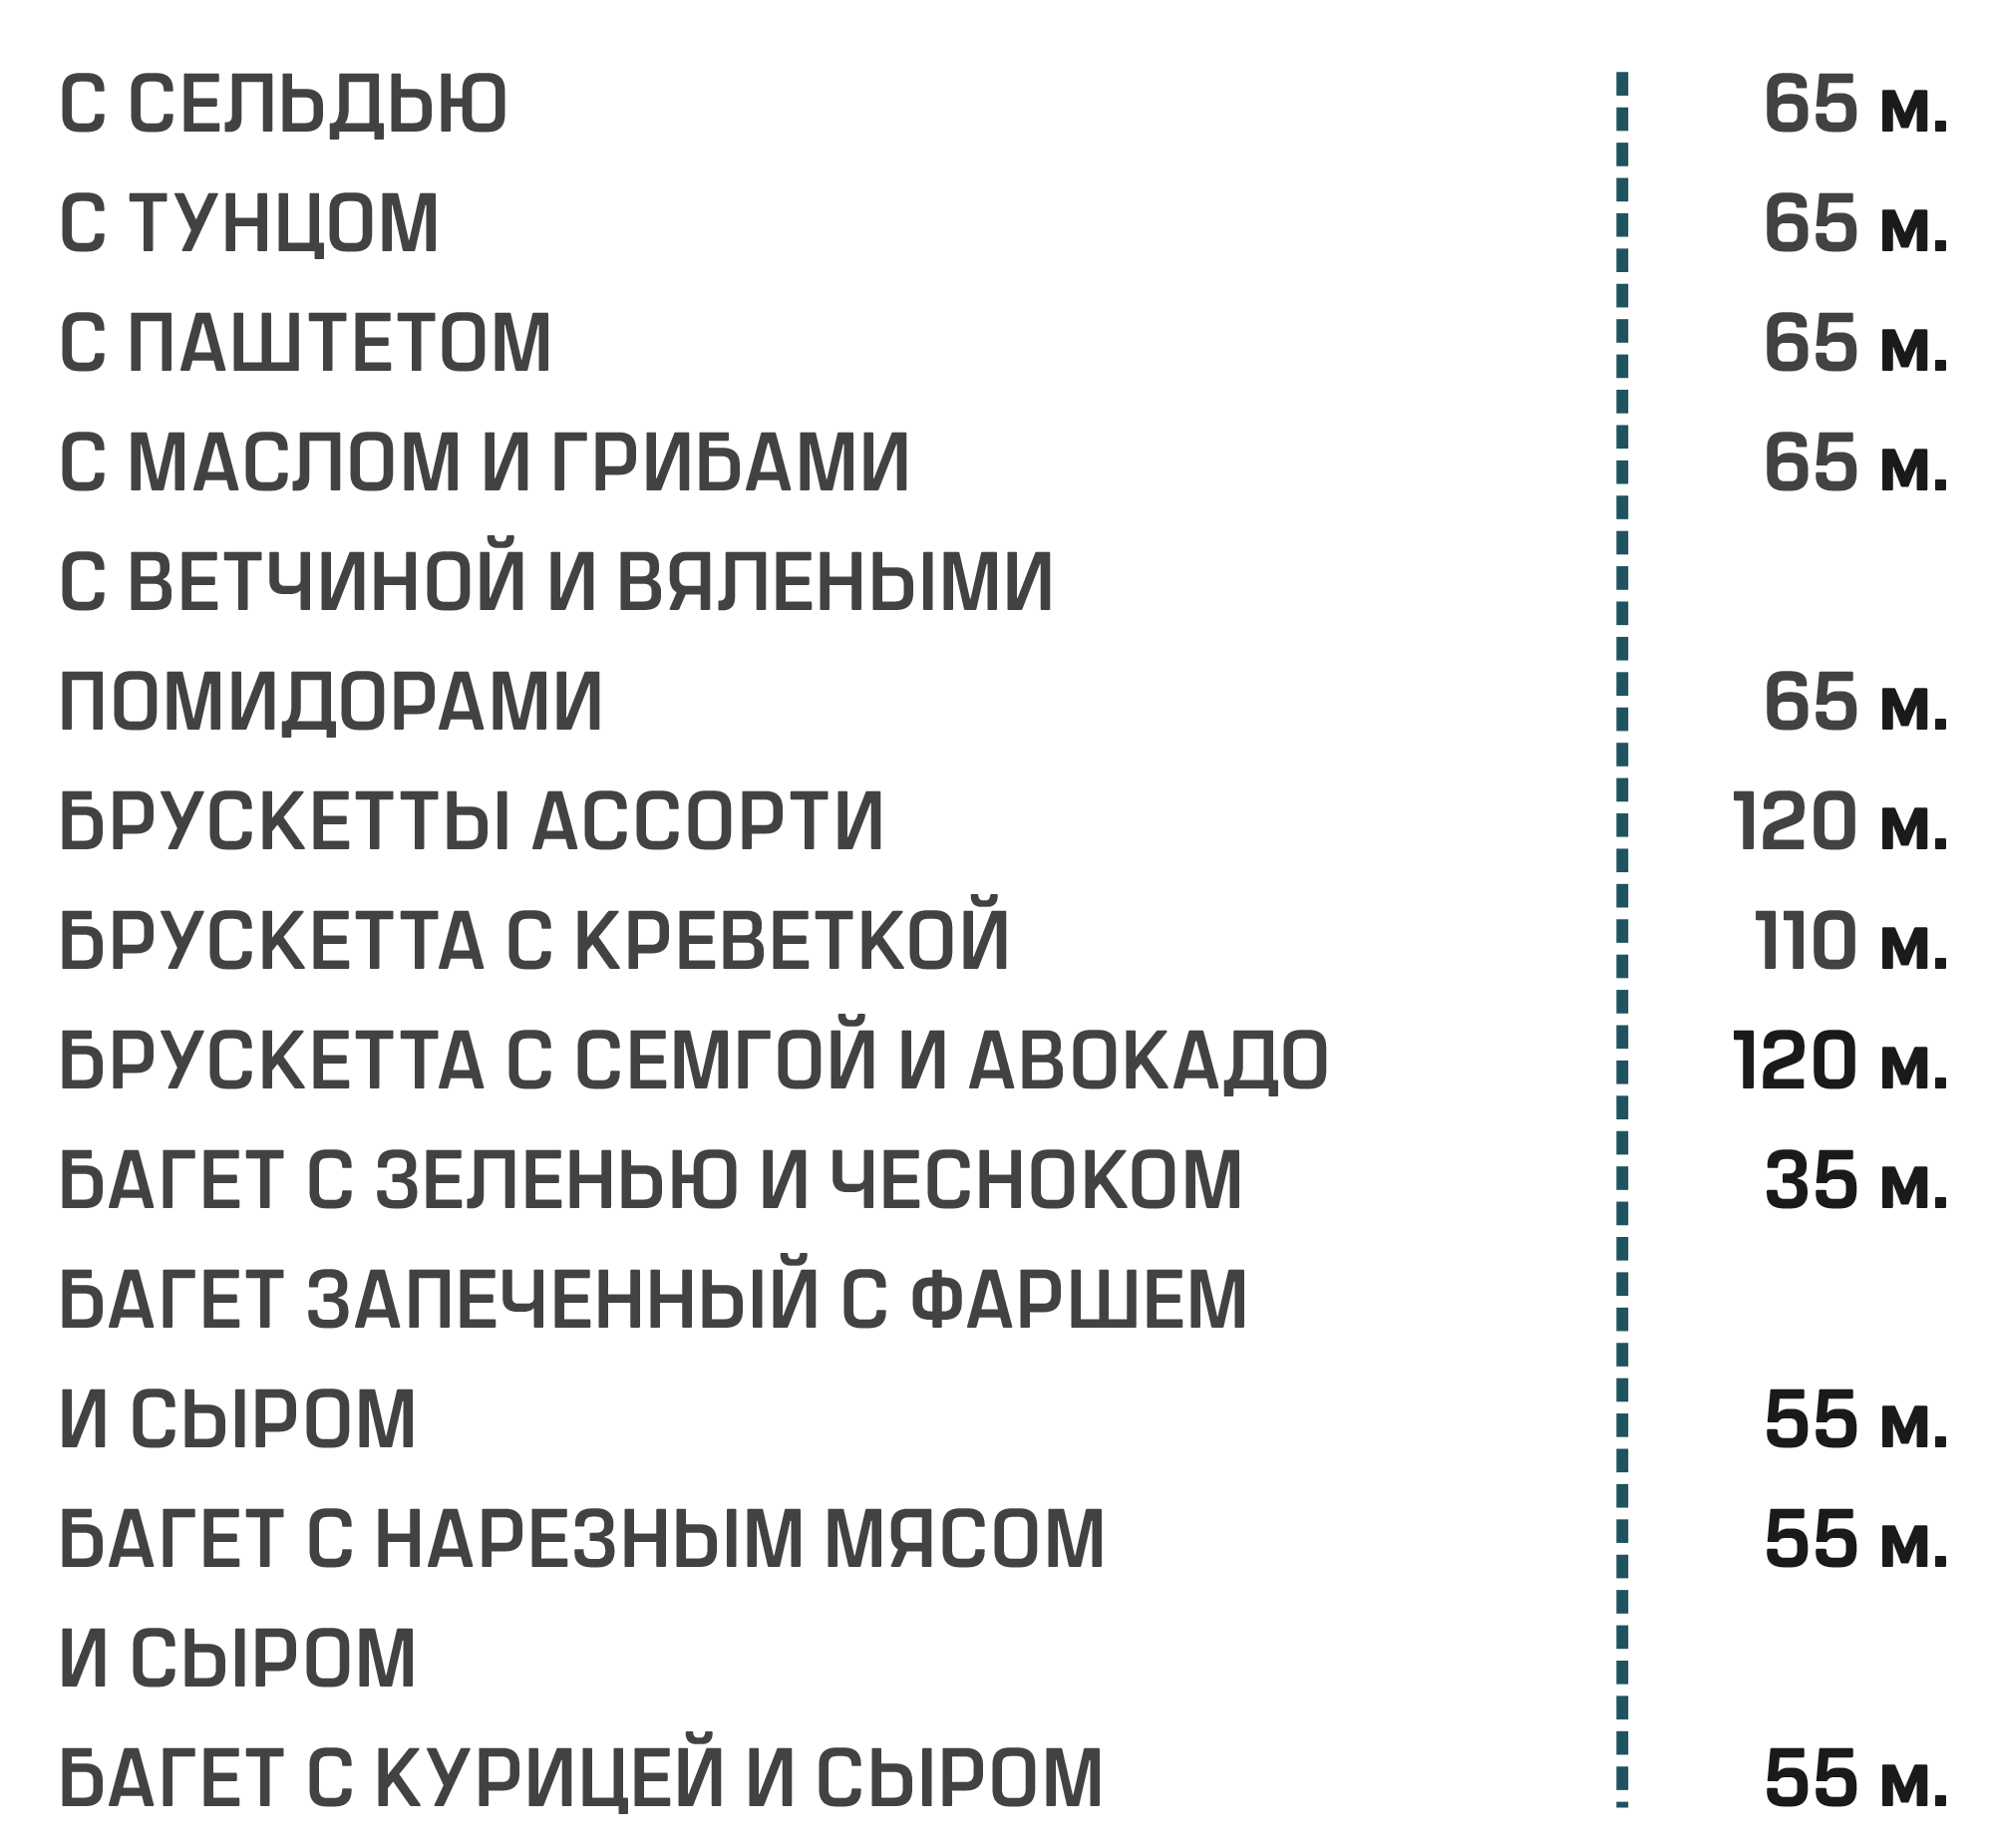 С СЕЛЬДЬЮ 65 м.
С ТУНЦОМ 65 м.
С ПАШТЕТОМ 65 м.
С МАСЛОМ И ГРИБАМИ 65 м.
С ВЕТЧИНОЙ И ВЯЛЕНЫМИ
ПОМИДОРАМИ 65 м.
БРУСКЕТТЫ АССОРТИ 120 м.
БРУСКЕТТА С КРЕВЕТКОЙ 110 м.
БРУСКЕТТА С СЕМГОЙ И АВОКАДО 120 м.
БАГЕТ С ЗЕЛЕНЬЮ И ЧЕСНОКОМ 35 м.
БАГЕТ ЗАПЕЧЕННЫЙ С ФАРШЕМ
И СЫРОМ 55 м.
БАГЕТ С НАРЕЗНЫМ МЯСОМ 55 м.
И СЫРОМ
БАГЕТ С КУРИЦЕЙ И СЫРОМ 55 м.